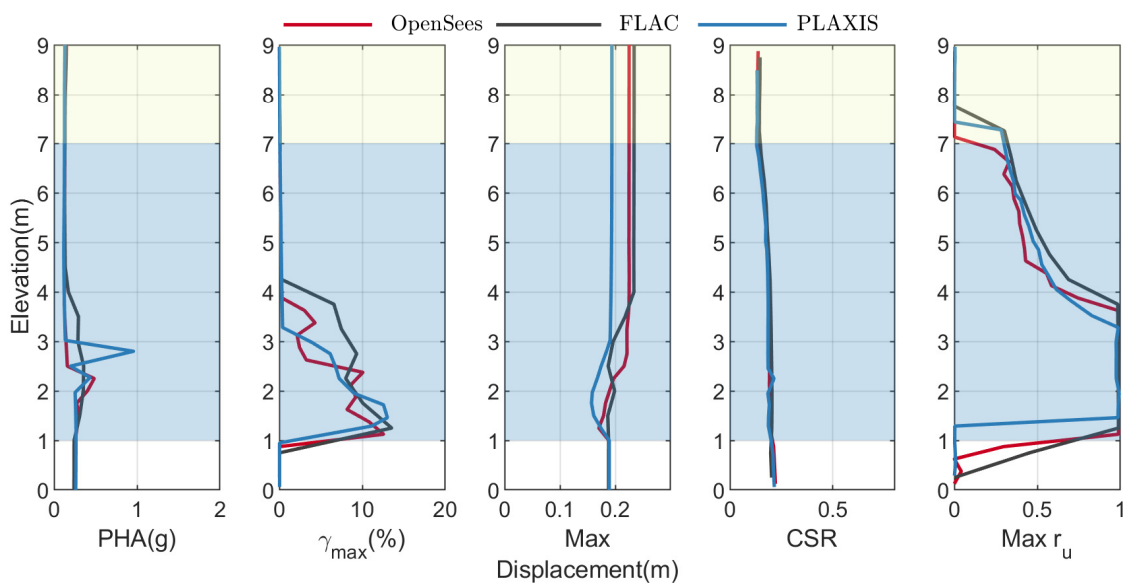 OpenSees FLAC PLAXIS
9 9 9 9 9
8 8 8 8 8
7 7 7 7 7
6 6 6 6 6
5 5 5 5 5
4 4 4 4 4
3 3 3 3 3
2 2 2 2 2
1 1 1 1 1
0 0 0 0 0
Elevation(m)
0 1 2 0 10 20 0 0.1 0.2 0 0.5 0 0.5 1
PHA(g) γmax(%) Max CSR Max ru
Displacement(m)